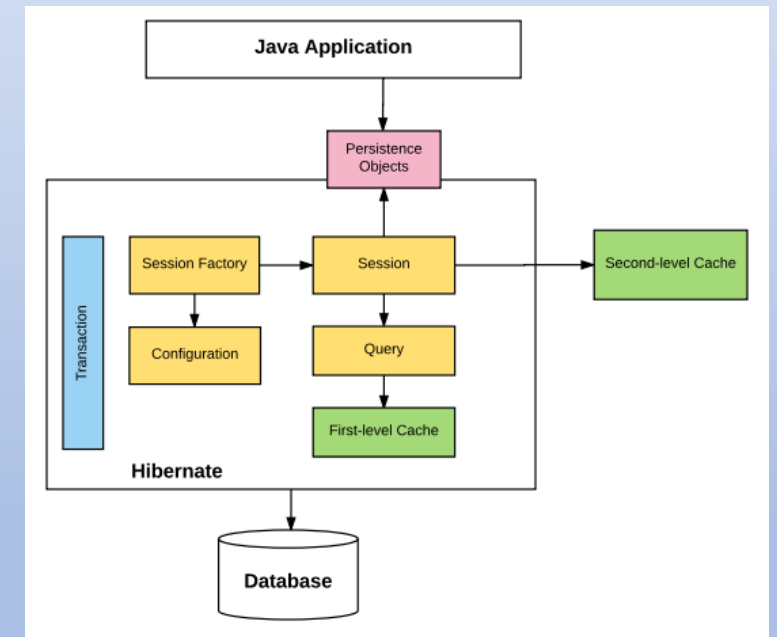 Java Application
Persistence
Objects
Session Factory
Session
Second-level Cache
Transaction
Configuration
Query
First-level Cache
Hibernate
Database